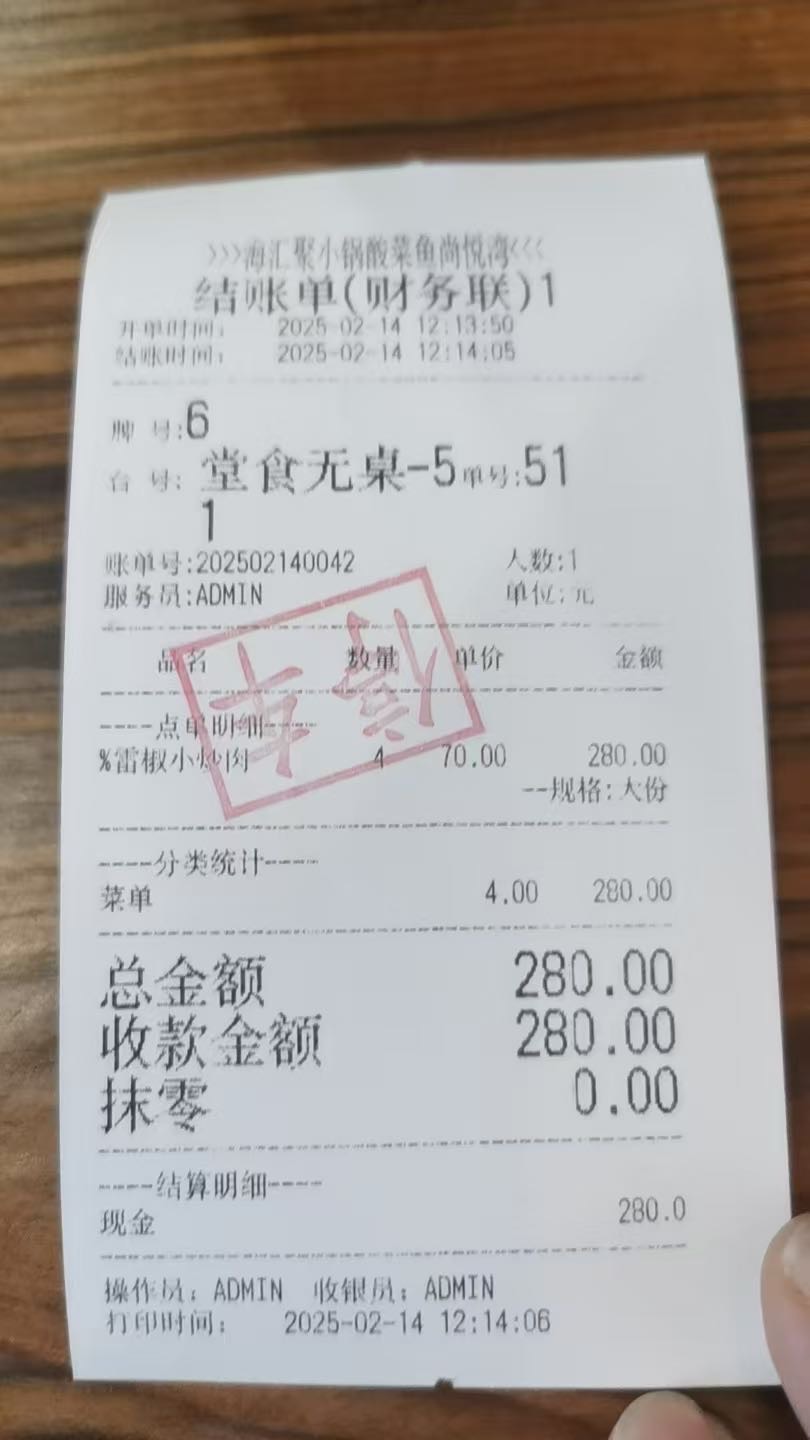 >>>海汇聚小锅酸菜鱼尚悦湾<<<
结账单(财务联)1
开单时间: 2025-02-14 12:13:50
结账时间: 2025-02-14 12:14:05
牌 号:6
台 号: 堂食无桌-5单号:51
1
账单号:202502140042 人数:1
服务员:ADMIN 单位:元
品名 数量 单价 金额
----点单明细----
%雷椒小炒肉 4 70.00 280.00
--规格:大份
----分类统计----
菜单 4.00 280.00
总金额 280.00
收款金额 280.00
抹零 0.00
----结算明细----
现金 280.0
操作员: ADMIN 收银员: ADMIN
打印时间: 2025-02-14 12:14:06